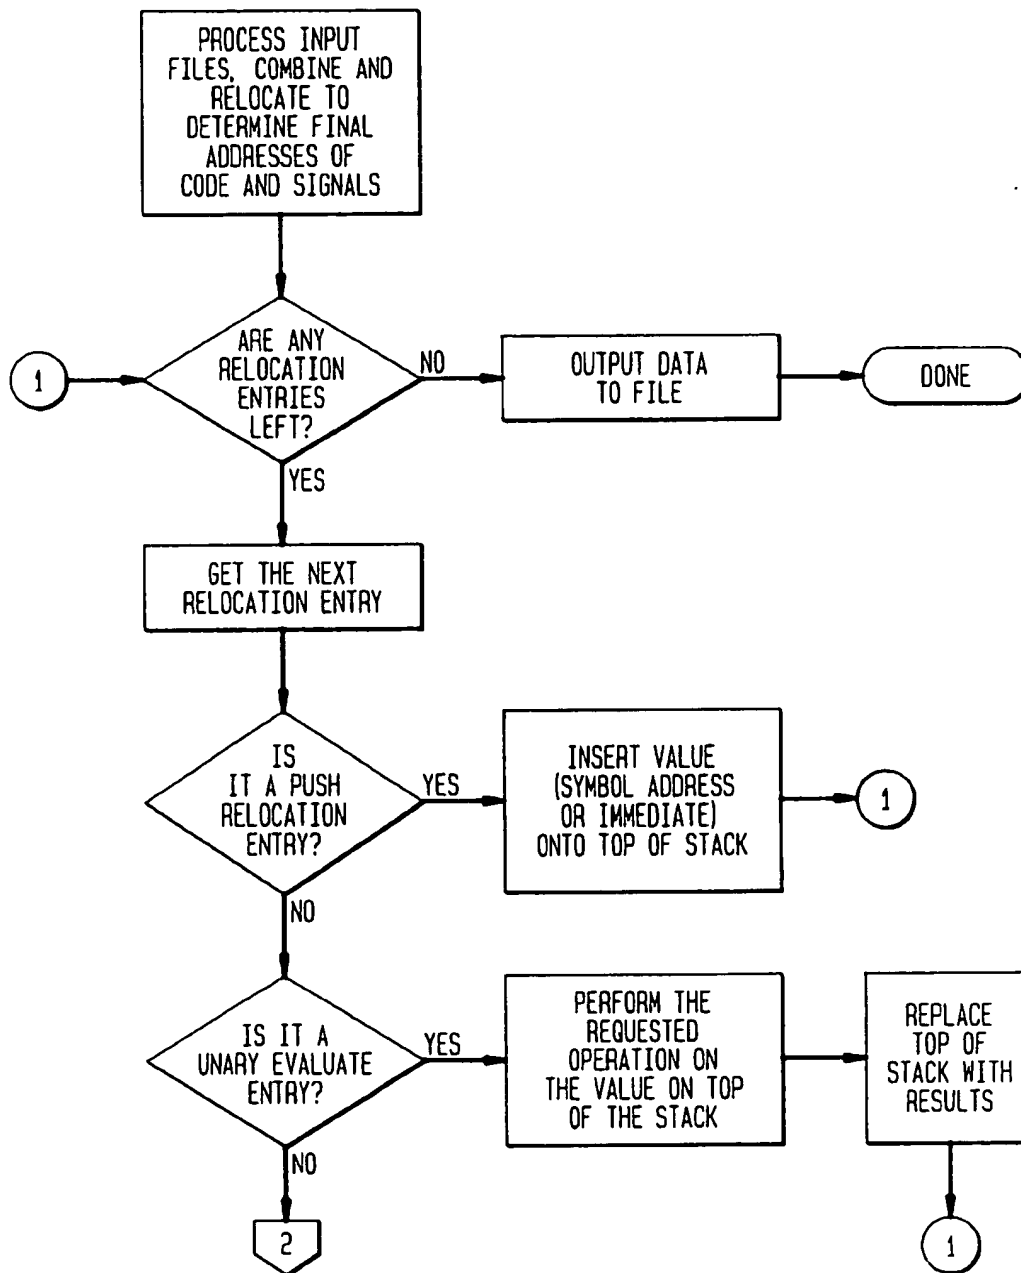 PROCESS INPUT
FILES, COMBINE AND
RELOCATE TO
DETERMINE FINAL
ADDRESSES OF
CODE AND SIGNALS
1
ARE ANY
RELOCATION
ENTRIES
LEFT?
NO
OUTPUT DATA
TO FILE
DONE
YES
GET THE NEXT
RELOCATION ENTRY
IS
IT A PUSH
RELOCATION
ENTRY?
YES
INSERT VALUE
(SYMBOL ADDRESS
OR IMMEDIATE)
ONTO TOP OF STACK
1
NO
IS IT A
UNARY EVALUATE
ENTRY?
YES
PERFORM THE
REQUESTED
OPERATION ON
THE VALUE ON TOP
OF THE STACK
REPLACE
TOP OF
STACK WITH
RESULTS
NO
2
1